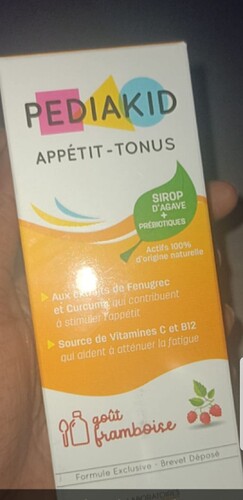 PEDIAKID
APPÉTIT-TONUS
SIROP
D'AGAVE
+
PRÉBIOTIQUES
Actifs 100%
d'origine naturelle
Aux extraits de Fenugrec
et Curcuma qui contribuent
à stimuler l'appétit
Source de Vitamines C et B12
qui aident à atténuer la fatigue
goût
framboise
Formule Exclusive - Brevet Déposé